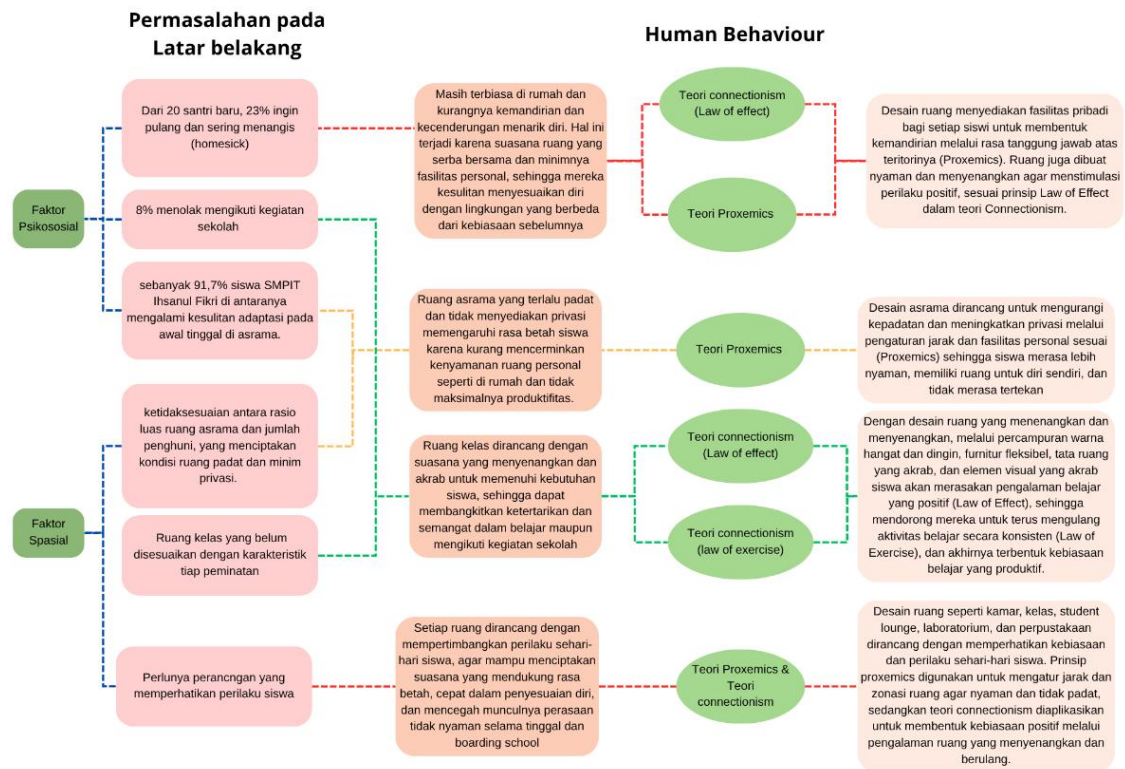 Permasalahan pada
Latar belakang
Human Behaviour
Faktor
Psikososial
Dari 20 santri baru, 23% ingin
pulang dan sering menangis
(homesick)
8% menolak mengikuti kegiatan
sekolah
sebanyak 91,7% siswa SMPIT
Ihsanul Fikri di antaranya
mengalami kesulitan adaptasi pada
awal tinggal di asrama.
Masih terbiasa di rumah dan
kurangnya kemandirian dan
kecenderungan menarik diri. Hal ini
terjadi karena suasana ruang yang
serba bersama dan minimnya
fasilitas personal, sehingga mereka
kesulitan menyesuaikan diri
dengan lingkungan yang berbeda
dari kebiasaan sebelumnya
Teori connectionism
(Law of effect)
Teori Proxemics
Desain ruang menyediakan fasilitas pribadi
bagi setiap siswi untuk membentuk
kemandirian melalui rasa tanggung jawab atas
teritorinya (Proxemics). Ruang juga dibuat
nyaman dan menyenangkan agar menstimulasi
perilaku positif, sesuai prinsip Law of Effect
dalam teori Connectionism.
Ruang asrama yang terlalu padat
dan tidak menyediakan privasi
memengaruhi rasa betah siswa
karena kurang mencerminkan
kenyamanan ruang personal
seperti di rumah dan tidak
maksimalnya produktifitas.
Teori Proxemics
Desain asrama dirancang untuk mengurangi
kepadatan dan meningkatkan privasi melalui
pengaturan jarak dan fasilitas personal sesuai
(Proxemics) sehingga siswa merasa lebih
nyaman, memiliki ruang untuk diri sendiri, dan
tidak merasa tertekan
Faktor
Spasial
ketidaksesuaian antara rasio
luas ruang asrama dan jumlah
penghuni, yang menciptakan
kondisi ruang padat dan minim
privasi.
Ruang kelas yang belum
disesuaikan dengan karakteristik
tiap peminatan
Perlunya perancngan yang
memperhatikan perilaku siswa
Ruang kelas dirancang dengan
suasana yang menyenangkan dan
akrab untuk memenuhi kebutuhan
siswa, sehingga dapat
membangkitkan ketertarikan dan
semangat dalam belajar maupun
mengikuti kegiatan sekolah
Teori connectionism
(Law of effect)
Teori connectionism
(law of exercise)
Dengan desain ruang yang menenangkan dan
menyenangkan, melalui percampuran warna
hangat dan dingin, furnitur fleksibel, tata ruang
yang akrab, dan elemen visual yang akrab
siswa akan merasakan pengalaman belajar
yang positif (Law of Effect), sehingga
mendorong mereka untuk terus mengulang
aktivitas belajar secara konsisten (Law of
Exercise), dan akhirnya terbentuk kebiasaan
belajar yang produktif.
Setiap ruang dirancang dengan
mempertimbangkan perilaku sehari-
hari siswa, agar mampu menciptakan
suasana yang mendukung rasa
betah, cepat dalam penyesuaian diri,
dan mencegah munculnya perasaan
tidak nyaman selama tinggal dan
boarding school
Teori Proxemics &
Teori
connectionism
Desain ruang seperti kamar, kelas, student
lounge, laboratorium, dan perpustakaan
dirancang dengan memperhatikan kebiasaan
dan perilaku sehari-hari siswa. Prinsip
proxemics digunakan untuk mengatur jarak dan
zonasi ruang agar nyaman dan tidak padat,
sedangkan teori connectionism diaplikasikan
untuk membentuk kebiasaan positif melalui
pengalaman ruang yang menyenangkan dan
berulang.